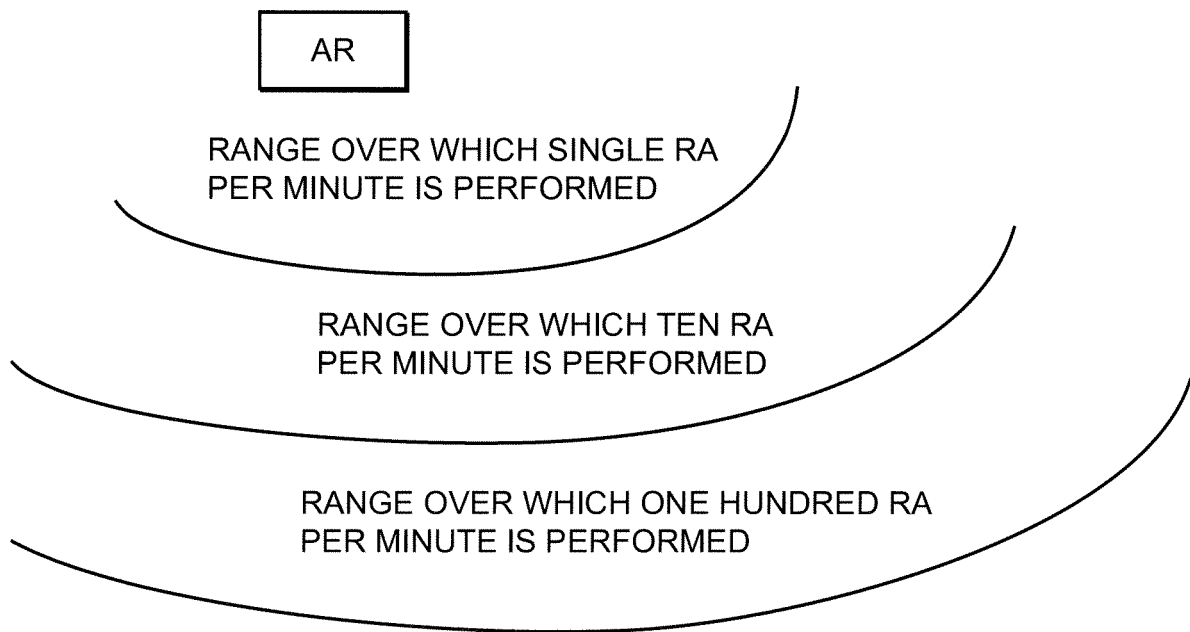 AR
RANGE OVER WHICH SINGLE RA
PER MINUTE IS PERFORMED
RANGE OVER WHICH TEN RA
PER MINUTE IS PERFORMED
RANGE OVER WHICH ONE HUNDRED RA
PER MINUTE IS PERFORMED